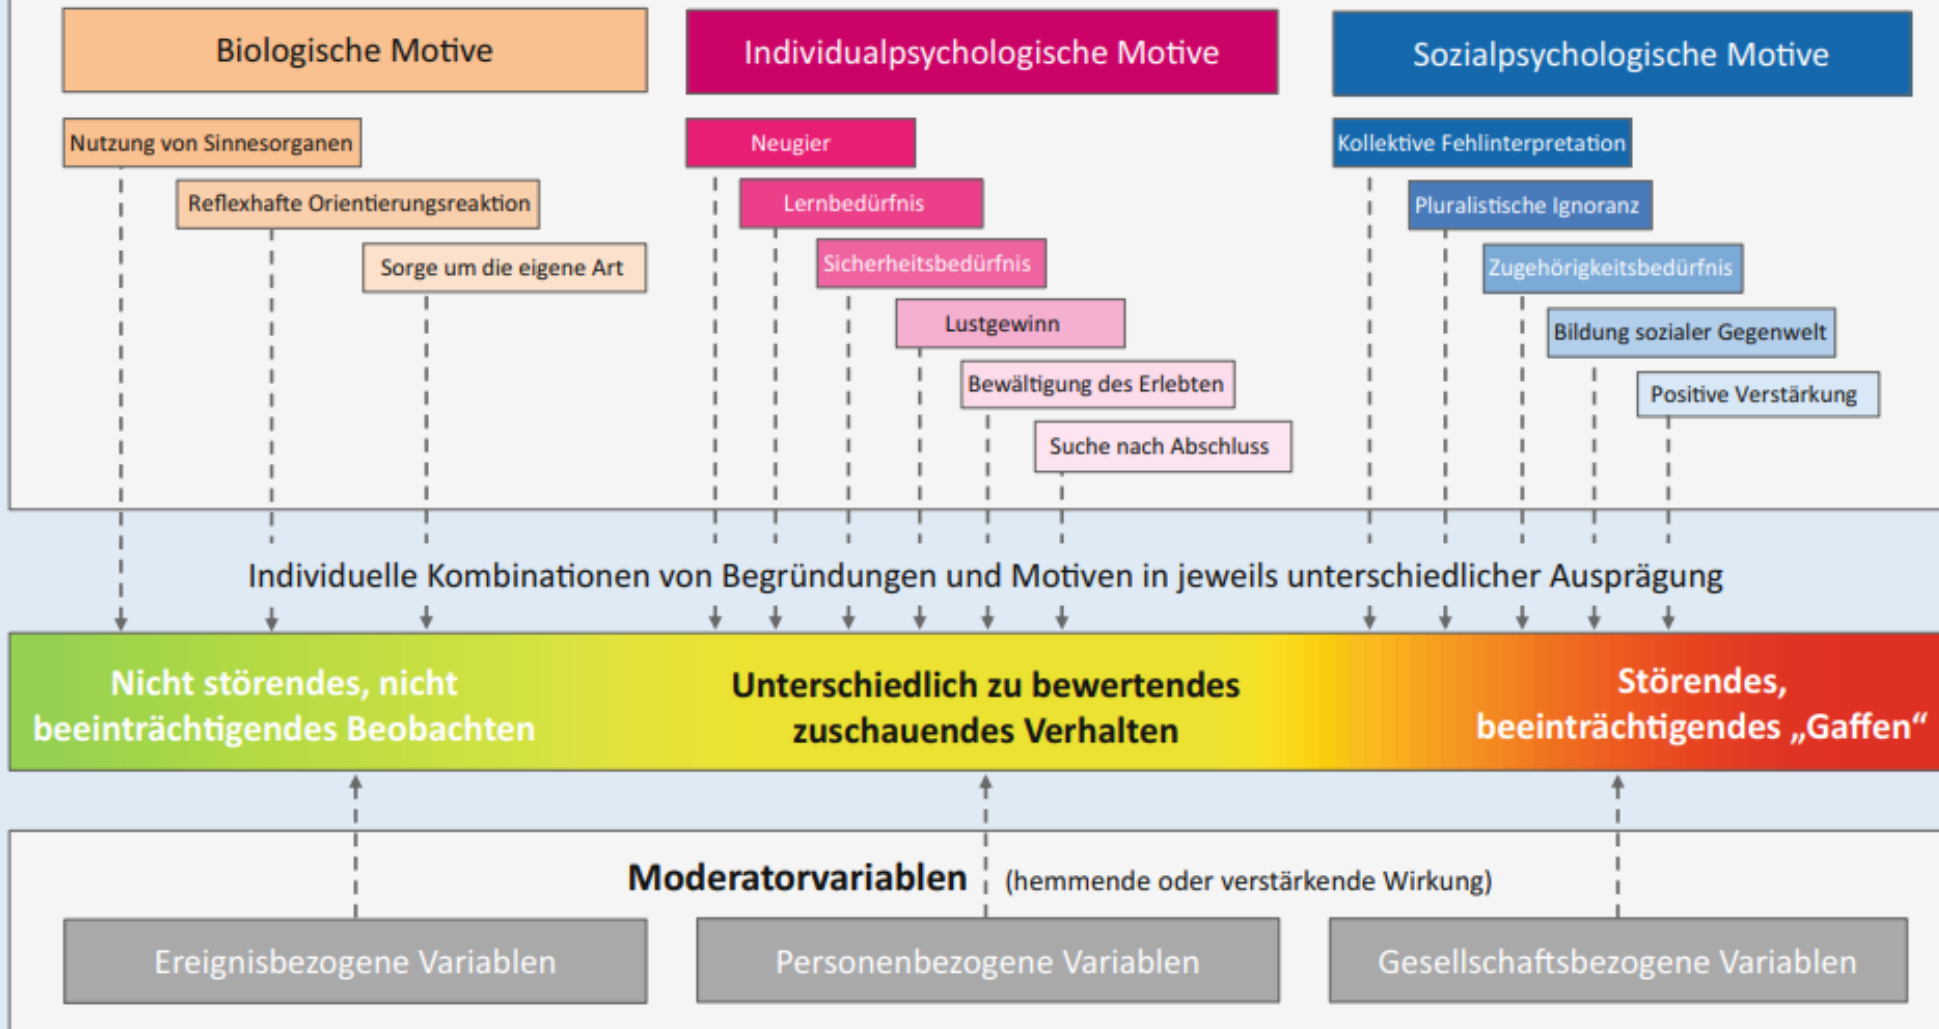 Biologische Motive
Individualpsychologische Motive
Sozialpsychologische Motive
Nutzung von Sinnesorganen
Reflexhafte Orientierungsreaktion
Sorge um die eigene Art
Neugier
Lernbedürfnis
Sicherheitsbedürfnis
Lustgewinn
Bewältigung des Erlebten
Suche nach Abschluss
Kollektive Fehlinterpretation
Pluralistische Ignoranz
Zugehörigkeitsbedürfnis
Bildung sozialer Gegenwelt
Positive Verstärkung
Individuelle Kombinationen von Begründungen und Motiven in jeweils unterschiedlicher Ausprägung
Nicht störendes, nicht
beeinträchtigendes Beobachten
Unterschiedlich zu bewertendes
zuschauendes Verhalten
Störendes,
beeinträchtigendes „Gaffen“
Moderatorvariablen (hemmende oder verstärkende Wirkung)
Ereignisbezogene Variablen
Personenbezogene Variablen
Gesellschaftsbezogene Variablen